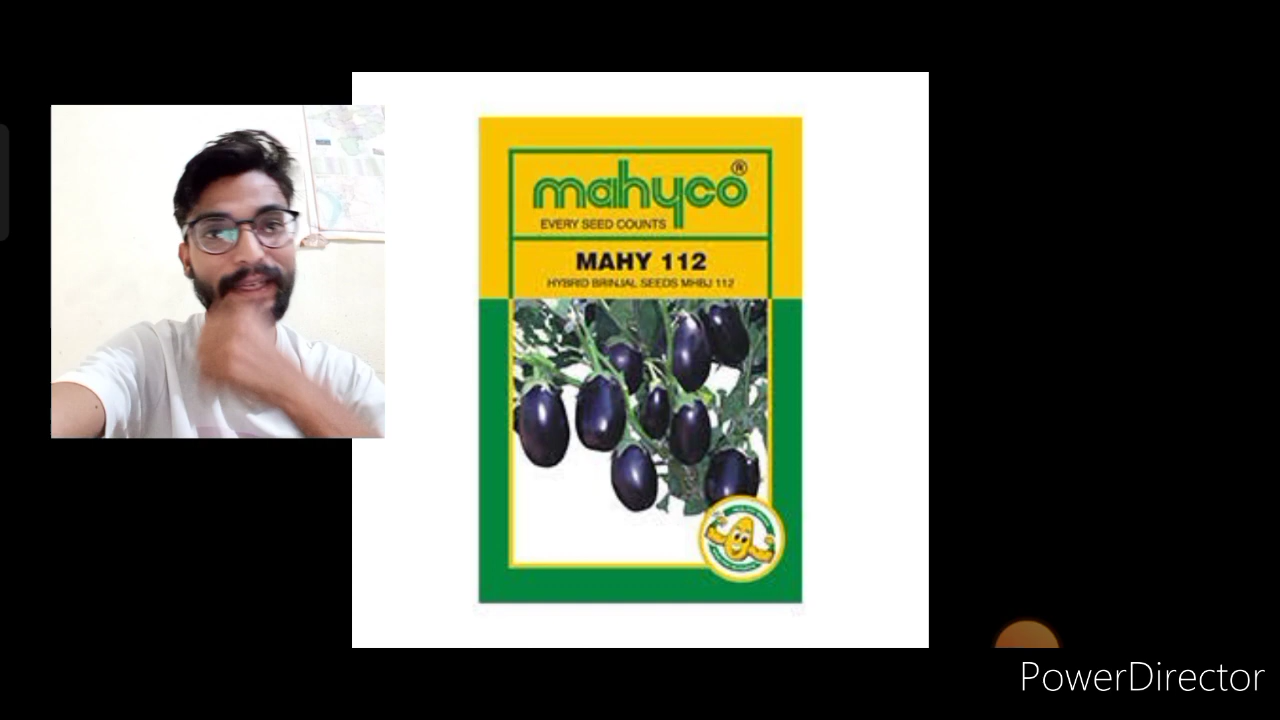 mahyco®
EVERY SEED COUNTS
MAHY 112
HYBRID BRINJAL SEEDS MHBJ 112
PowerDirector